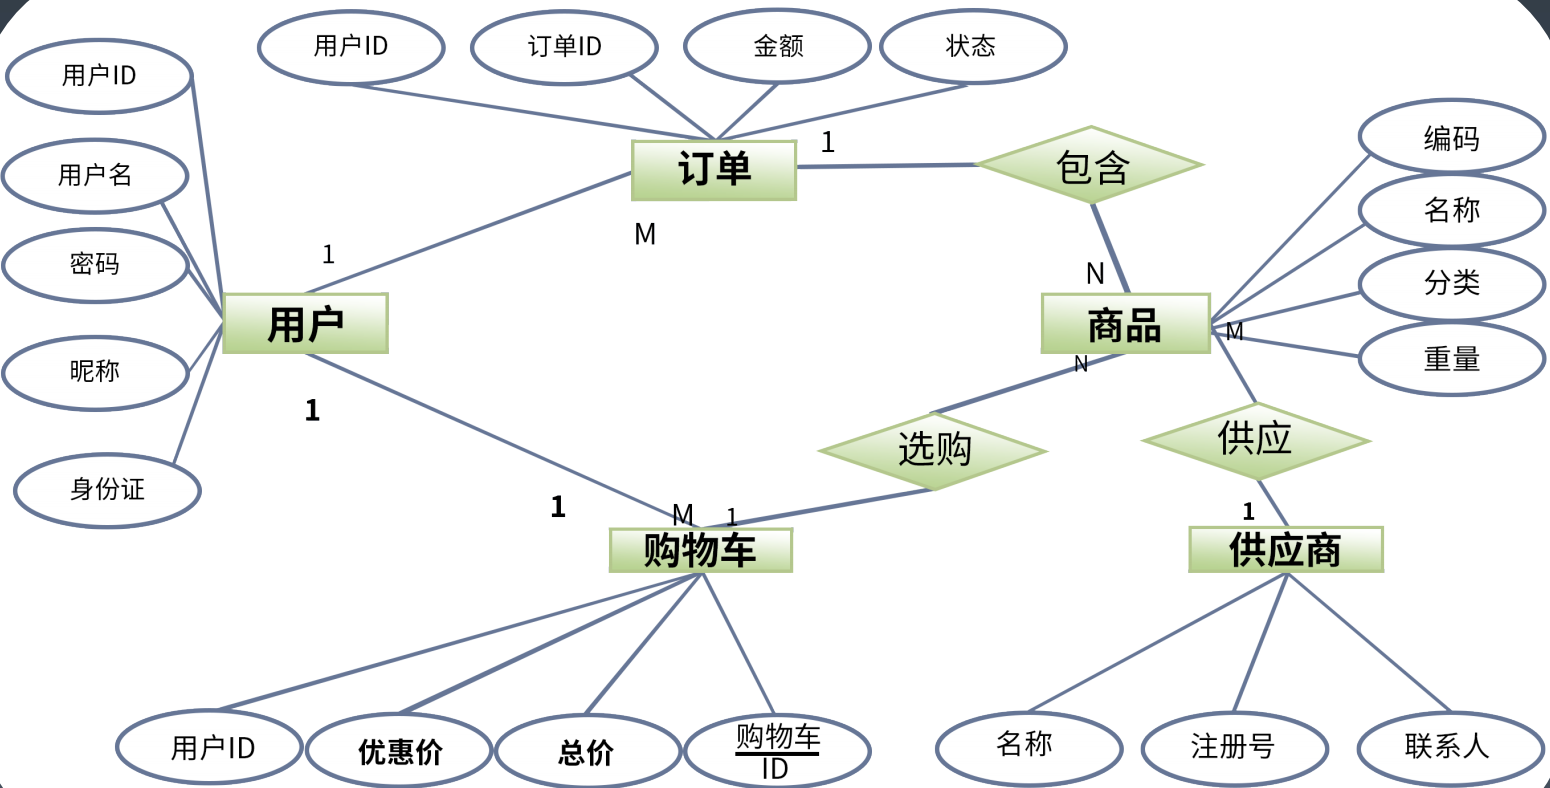 用户ID
订单ID
金额
状态
用户ID
用户名
密码
昵称
身份证
订单
1
包含
编码
名称
分类
重量
1
M
N
用户
商品
M
N
1
选购
供应
1
M
1
1
购物车
供应商
用户ID
优惠价
总价
购物车
ID
名称
注册号
联系人